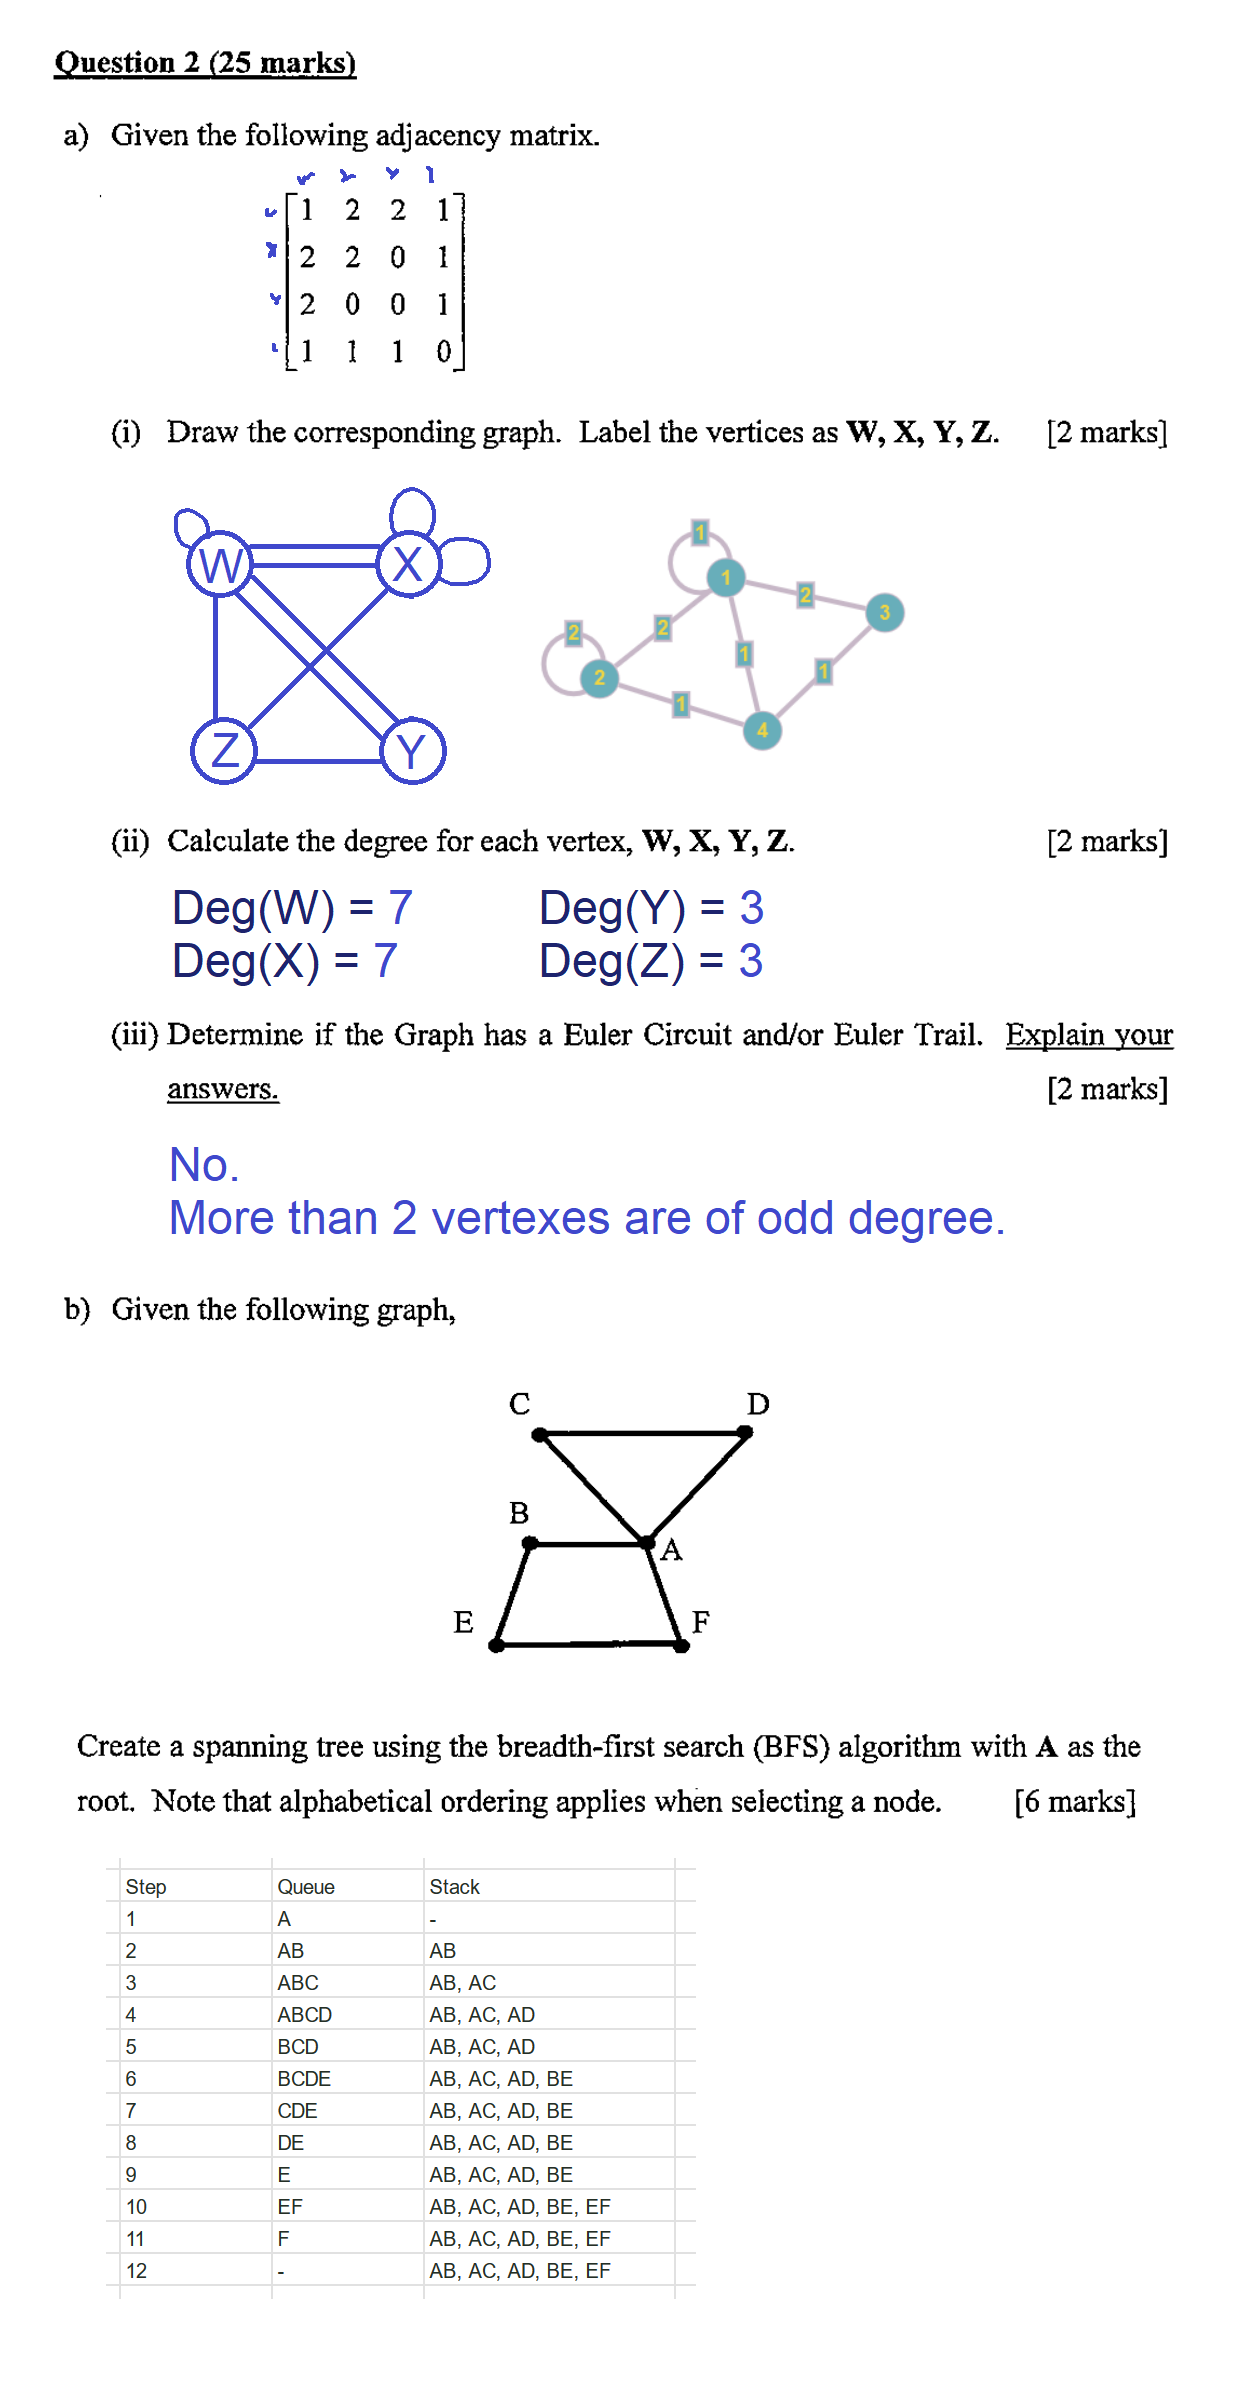 Question 2 (25 marks)
a) Given the following adjacency matrix.
w x y
w 1 2 2 1
x 2 2 0 1
y 2 0 0 1
1 1 1 0
(i) Draw the corresponding graph. Label the vertices as W, X, Y, Z. [2 marks]
W X
Z Y
1
1
2
3
2
2
1
1
2
1
4
(ii) Calculate the degree for each vertex, W, X, Y, Z. [2 marks]
Deg(W) = 7 Deg(Y) = 3
Deg(X) = 7 Deg(Z) = 3
(iii) Determine if the Graph has a Euler Circuit and/or Euler Trail. Explain your
answers. [2 marks]
No.
More than 2 vertexes are of odd degree.
b) Given the following graph,
C D
B
A
E F
Create a spanning tree using the breadth-first search (BFS) algorithm with A as the
root. Note that alphabetical ordering applies when selecting a node. [6 marks]
Step Queue Stack
1 A -
2 AB AB
3 ABC AB, AC
4 ABCD AB, AC, AD
5 BCD AB, AC, AD
6 BCDE AB, AC, AD, BE
7 CDE AB, AC, AD, BE
8 DE AB, AC, AD, BE
9 E AB, AC, AD, BE
10 EF AB, AC, AD, BE, EF
11 F AB, AC, AD, BE, EF
12 - AB, AC, AD, BE, EF